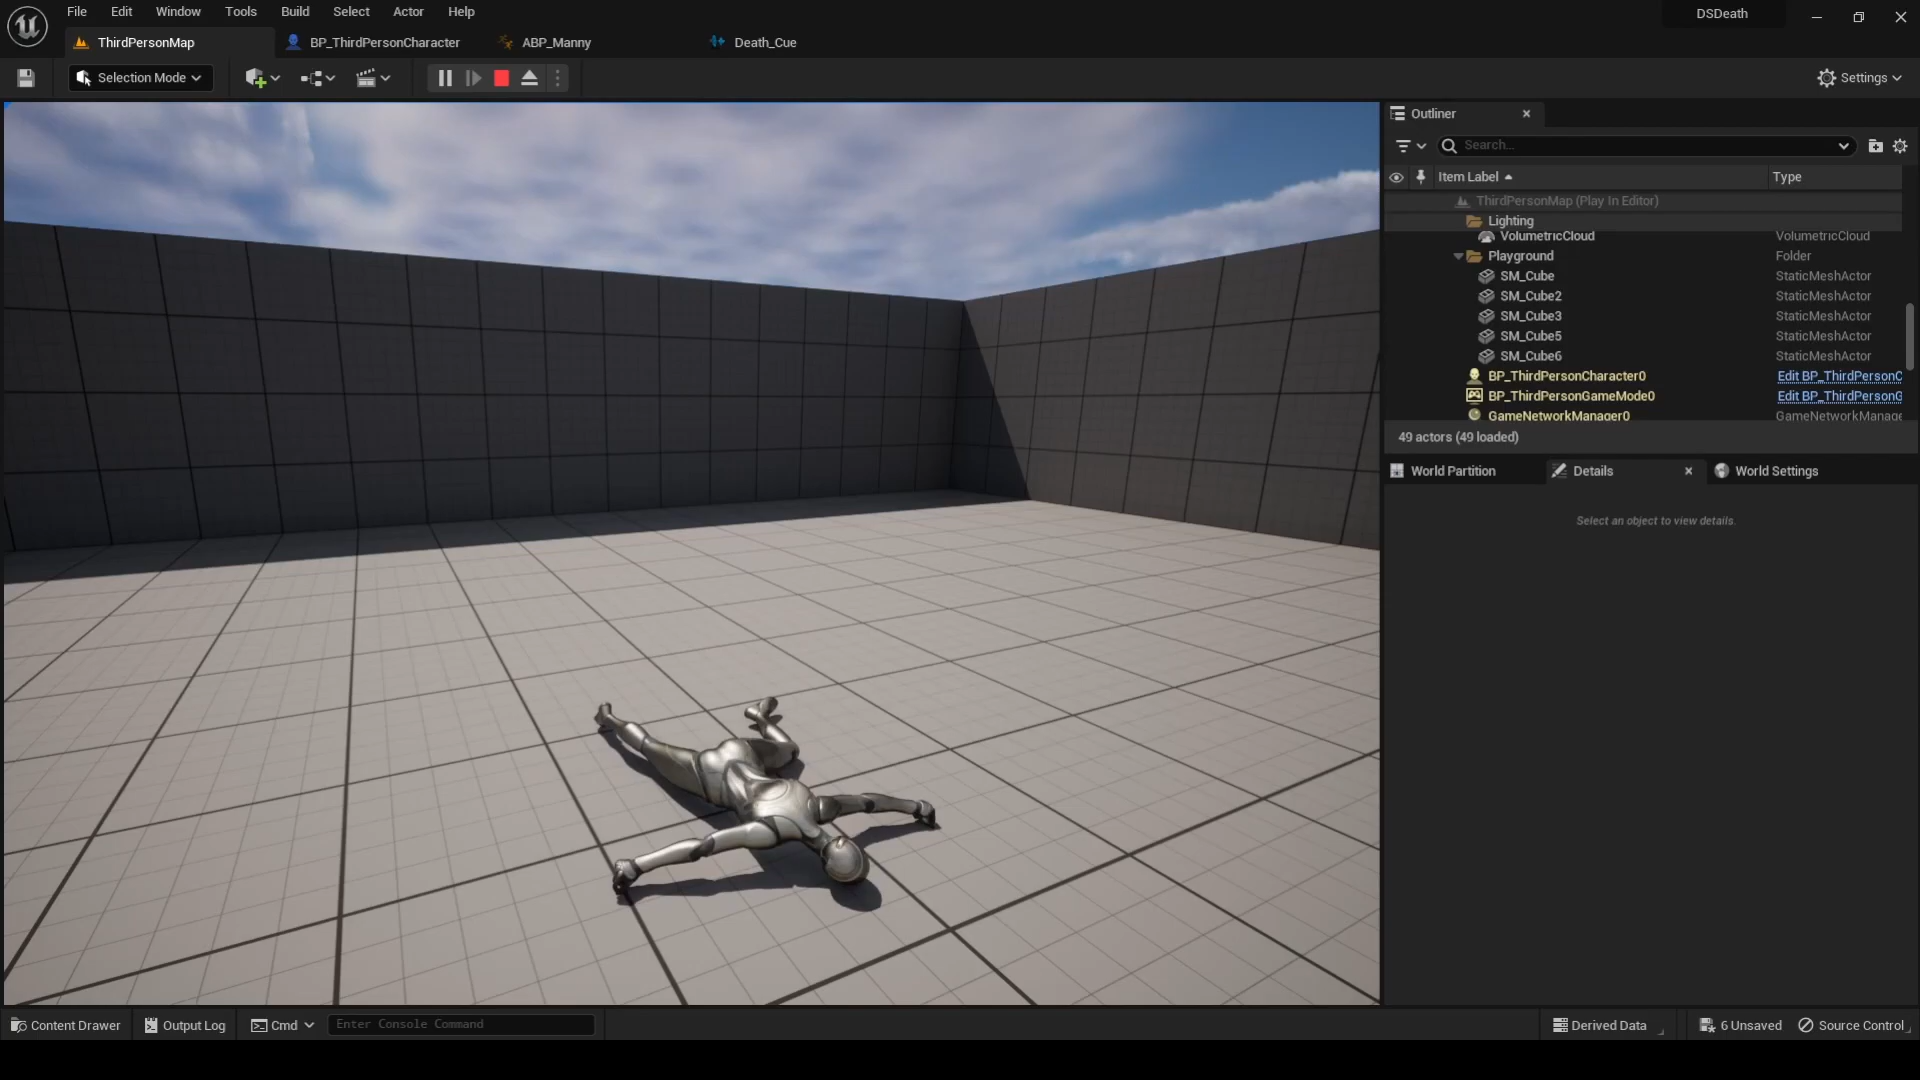 File Edit Window Tools Build Select Actor Help
DSDeath
ThirdPersonMap
BP_ThirdPersonCharacter
ABP_Manny
Death_Cue
Selection Mode
Settings
Outliner
Search...
Item Label
Type
ThirdPersonMap (Play In Editor)
Lighting
VolumetricCloud VolumetricCloud
Playground Folder
SM_Cube StaticMeshActor
SM_Cube2 StaticMeshActor
SM_Cube3 StaticMeshActor
SM_Cube5 StaticMeshActor
SM_Cube6 StaticMeshActor
BP_ThirdPersonCharacter0 Edit BP_ThirdPersonC
BP_ThirdPersonGameMode0 Edit BP_ThirdPersonG
GameNetworkManager0 GameNetworkManage
49 actors (49 loaded)
World Partition
Details
World Settings
Select an object to view details.
Content Drawer
Output Log
Cmd
Enter Console Command
Derived Data
6 Unsaved
Source Control